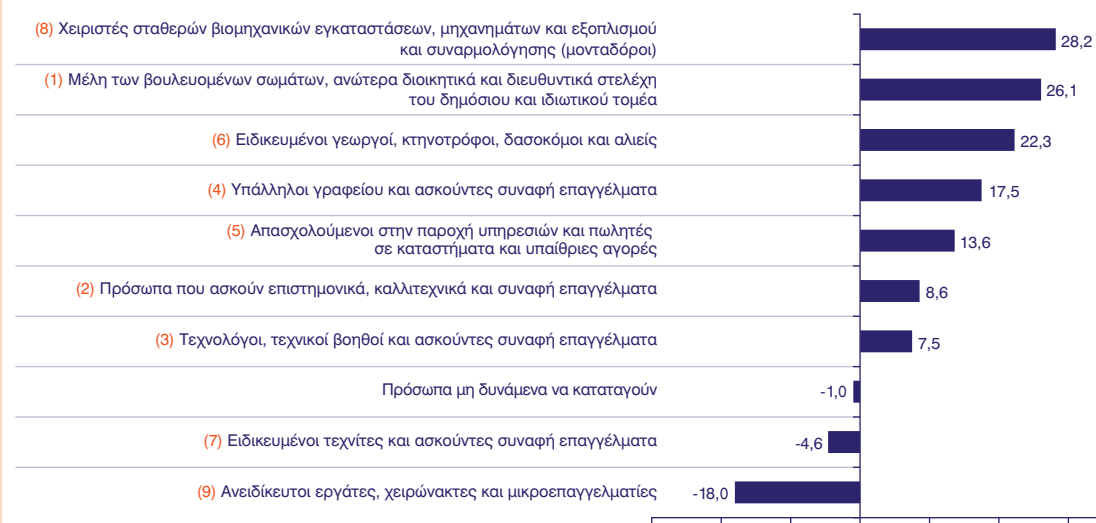 (8) Χειριστές σταθερών βιομηχανικών εγκαταστάσεων, μηχανημάτων και εξοπλισμού
και συναρμολόγησης (μονταδόροι)
28,2
(1) Μέλη των βουλευομένων σωμάτων, ανώτερα διοικητικά και διευθυντικά στελέχη
του δημόσιου και ιδιωτικού τομέα
26,1
(6) Ειδικευμένοι γεωργοί, κτηνοτρόφοι, δασοκόμοι και αλιείς
22,3
(4) Υπάλληλοι γραφείου και ασκούντες συναφή επαγγέλματα
17,5
(5) Απασχολούμενοι στην παροχή υπηρεσιών και πωλητές
σε καταστήματα και υπαίθριες αγορές
13,6
(2) Πρόσωπα που ασκούν επιστημονικά, καλλιτεχνικά και συναφή επαγγέλματα
8,6
(3) Τεχνολόγοι, τεχνικοί βοηθοί και ασκούντες συναφή επαγγέλματα
7,5
Πρόσωπα μη δυνάμενα να καταταγούν
-1,0
(7) Ειδικευμένοι τεχνίτες και ασκούντες συναφή επαγγέλματα
-4,6
(9) Ανειδίκευτοι εργάτες, χειρώνακτες και μικροεπαγγελματίες
-18,0